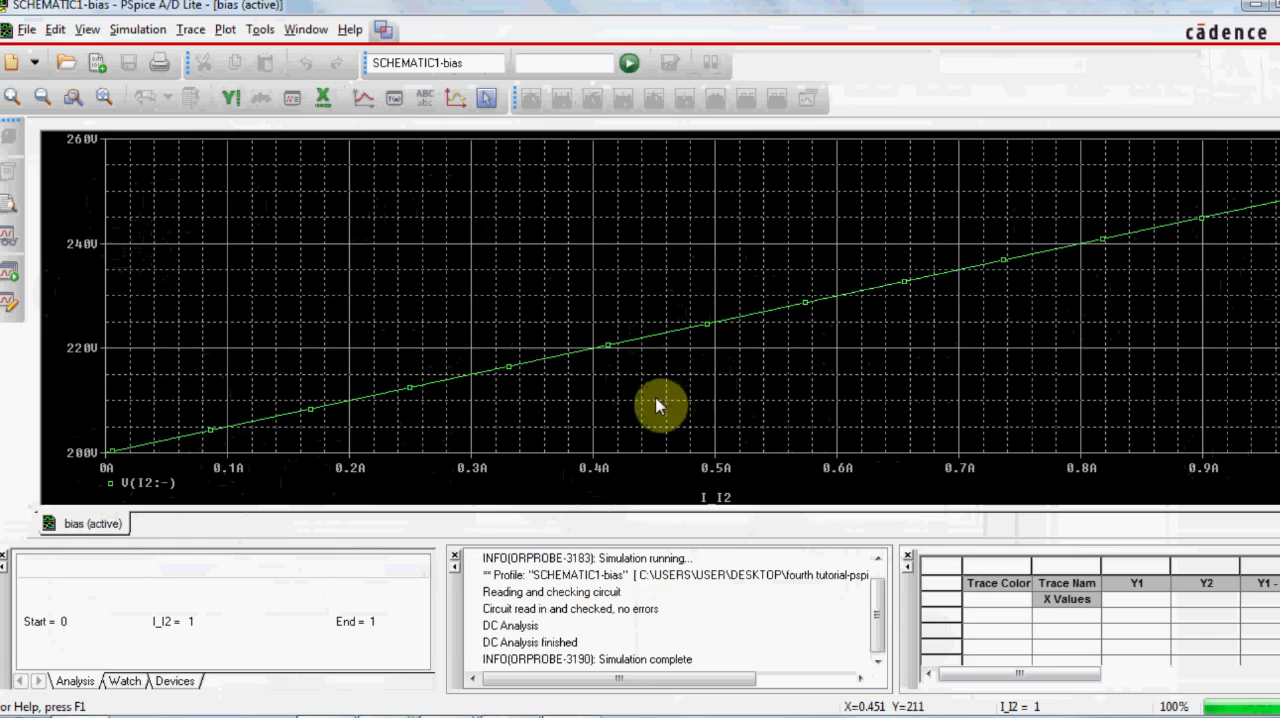 SCHEMATIC1-bias - PSpice A/D Lite - [bias (active)]
File Edit View Simulation Trace Plot Tools Window Help
cādence
SCHEMATIC1-bias
ABC
abc
260V
240V
220V
200V
0A 0.1A 0.2A 0.3A 0.4A 0.5A 0.6A 0.7A 0.8A 0.9A
V(I2:-)
I_I2
bias (active)
INFO(ORPROBE-3183): Simulation running...
** Profile: "SCHEMATIC1-bias" [ C:\USERS\USER\DESKTOP\fourth tutorial-pspi
Reading and checking circuit
Circuit read in and checked, no errors
DC Analysis
DC Analysis finished
INFO(ORPROBE-3190): Simulation complete
Start = 0 I_I2 = 1 End = 1
Analysis Watch Devices
Trace Color Trace Nam Y1 Y2 Y1 -
X Values
or Help, press F1
X=0.451 Y=211 I_I2 = 1 100%